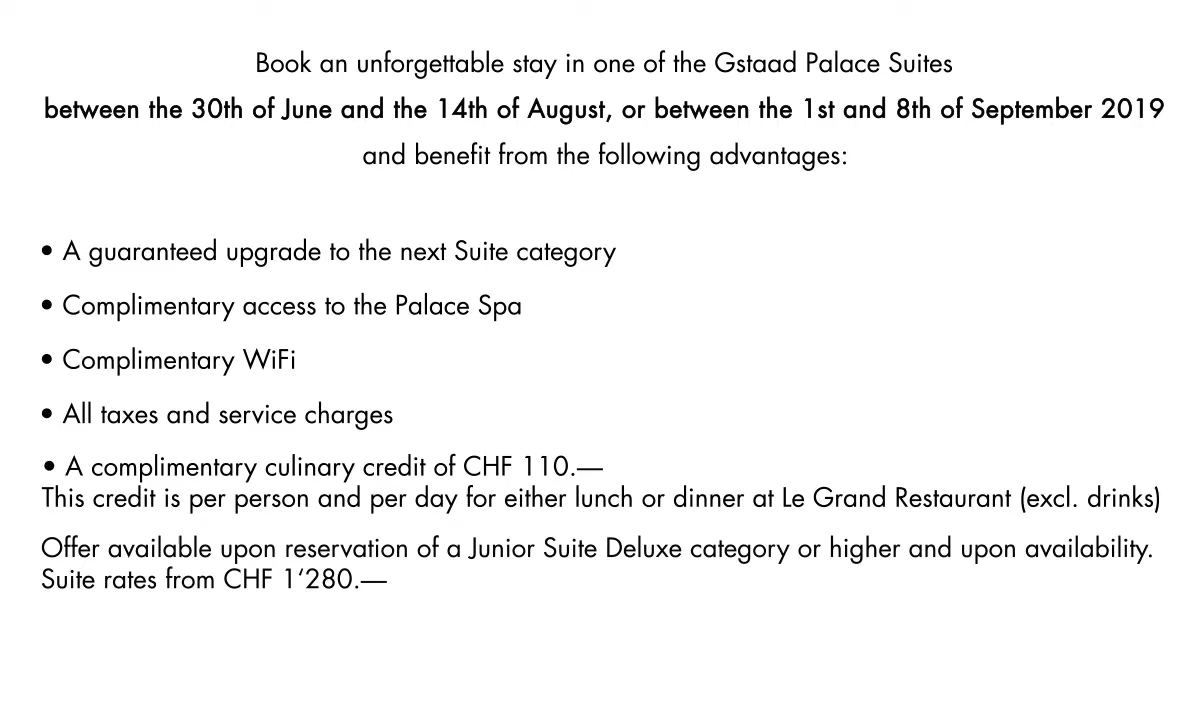 Book an unforgettable stay in one of the Gstaad Palace Suites
between the 30th of June and the 14th of August, or between the 1st and 8th of September 2019
and benefit from the following advantages:
• A guaranteed upgrade to the next Suite category
• Complimentary access to the Palace Spa
• Complimentary WiFi
• All taxes and service charges
• A complimentary culinary credit of CHF 110.—
This credit is per person and per day for either lunch or dinner at Le Grand Restaurant (excl. drinks)
Offer available upon reservation of a Junior Suite Deluxe category or higher and upon availability.
Suite rates from CHF 1‘280.—